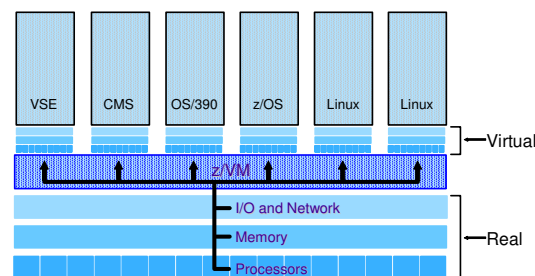 VSE CMS OS/390 z/OS Linux Linux
Virtual
z/VM
I/O and Network
Memory
Real
Processors